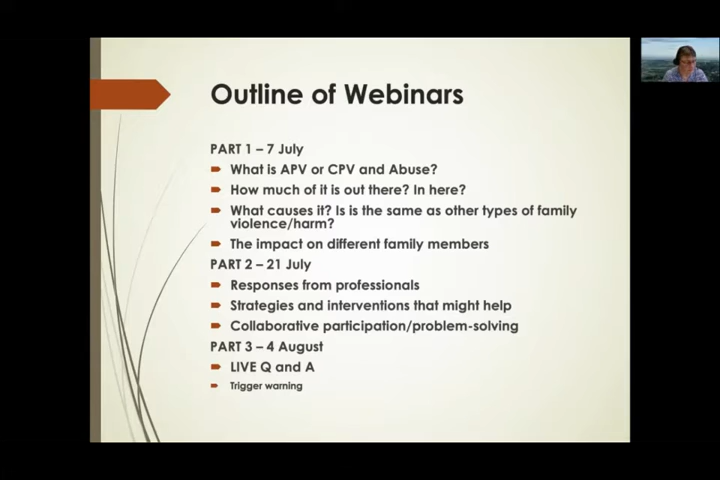 Outline of Webinars
PART 1 – 7 July
What is APV or CPV and Abuse?
How much of it is out there? In here?
What causes it? Is is the same as other types of family
violence/harm?
The impact on different family members
PART 2 – 21 July
Responses from professionals
Strategies and interventions that might help
Collaborative participation/problem-solving
PART 3 – 4 August
LIVE Q and A
Trigger warning